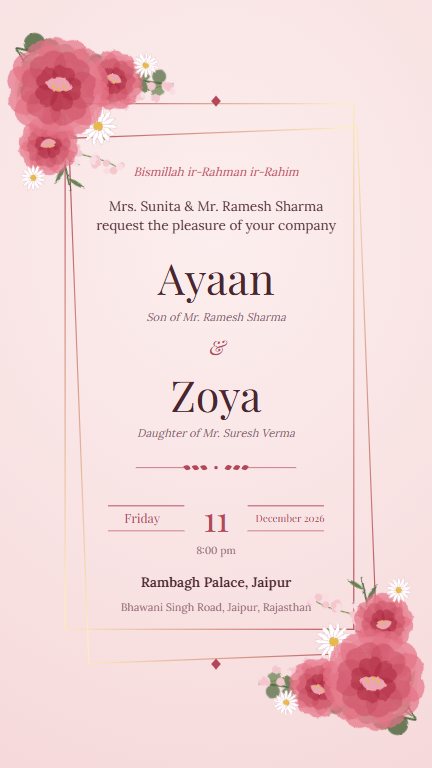 Bismillah ir-Rahman ir-Rahim
Mrs. Sunita & Mr. Ramesh Sharma
request the pleasure of your company
Ayaan
Son of Mr. Ramesh Sharma
&
Zoya
Daughter of Mr. Suresh Verma
Friday 11 December 2026
8:00 pm
Rambagh Palace, Jaipur
Bhawani Singh Road, Jaipur, Rajasthan